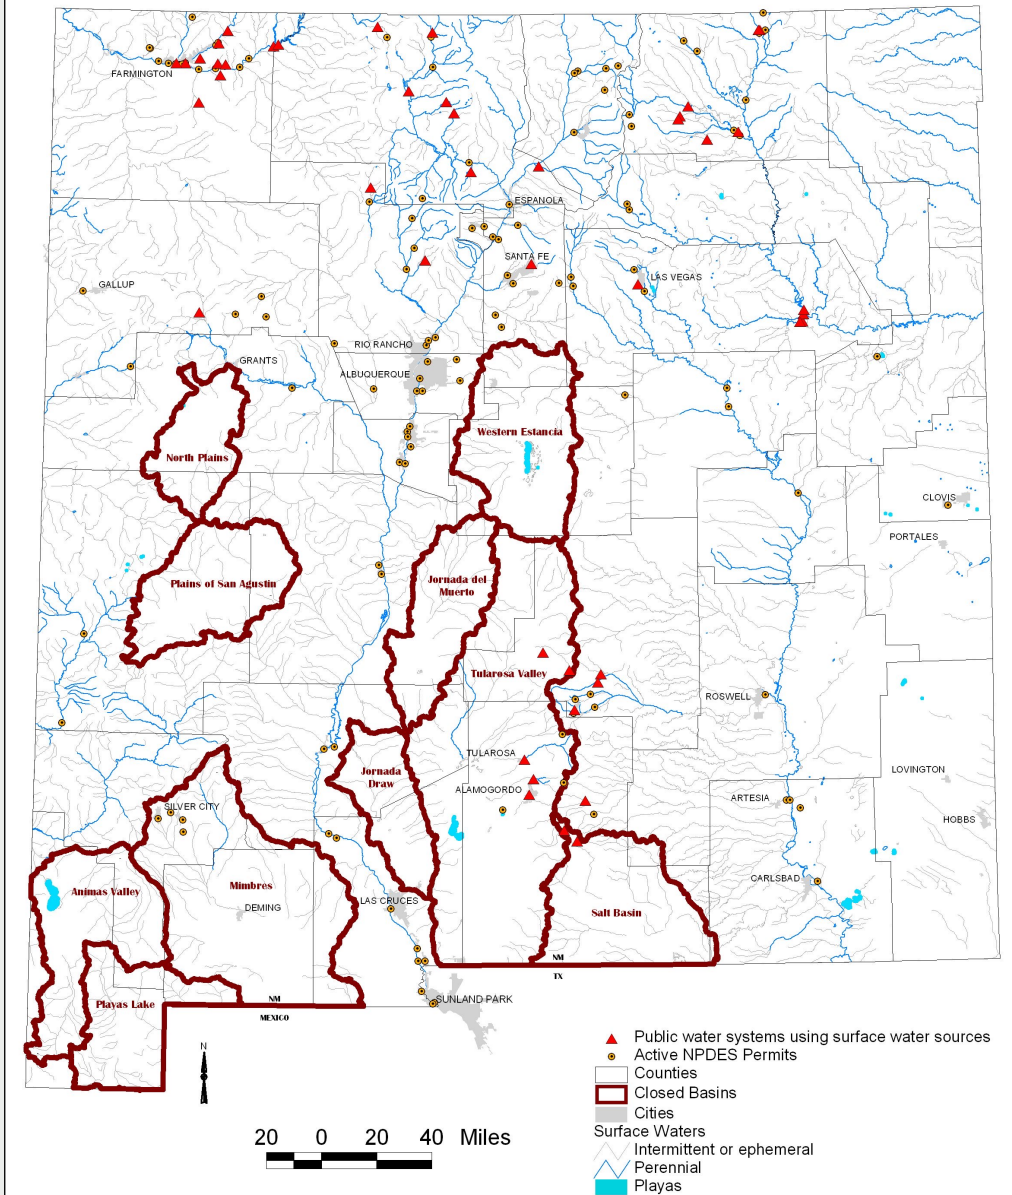 FARMINGTON
ESPANOLA
SANTA FE
LAS VEGAS
GALLUP
RIO RANCHO
GRANTS
ALBUQUERQUE
Western Estancia
North Plains
CLOVIS
PORTALES
Plains of San Agustin
Jornada del
Muerto
Tularosa Valley
ROSWELL
TULAROSA
Jornada
Draw
LOVINGTON
ALAMOGORDO
ARTESIA
SILVER CITY
HOBBS
CARLSBAD
Animas Valley
Mimbres
DEMING
LAS CRUCES
Salt Basin
NM
TX
Playas Lake
NM
MEXICO
SUNLAND PARK
N
20 0 20 40 Miles
Public water systems using surface water sources
Active NPDES Permits
Counties
Closed Basins
Cities
Surface Waters
Intermittent or ephemeral
Perennial
Playas